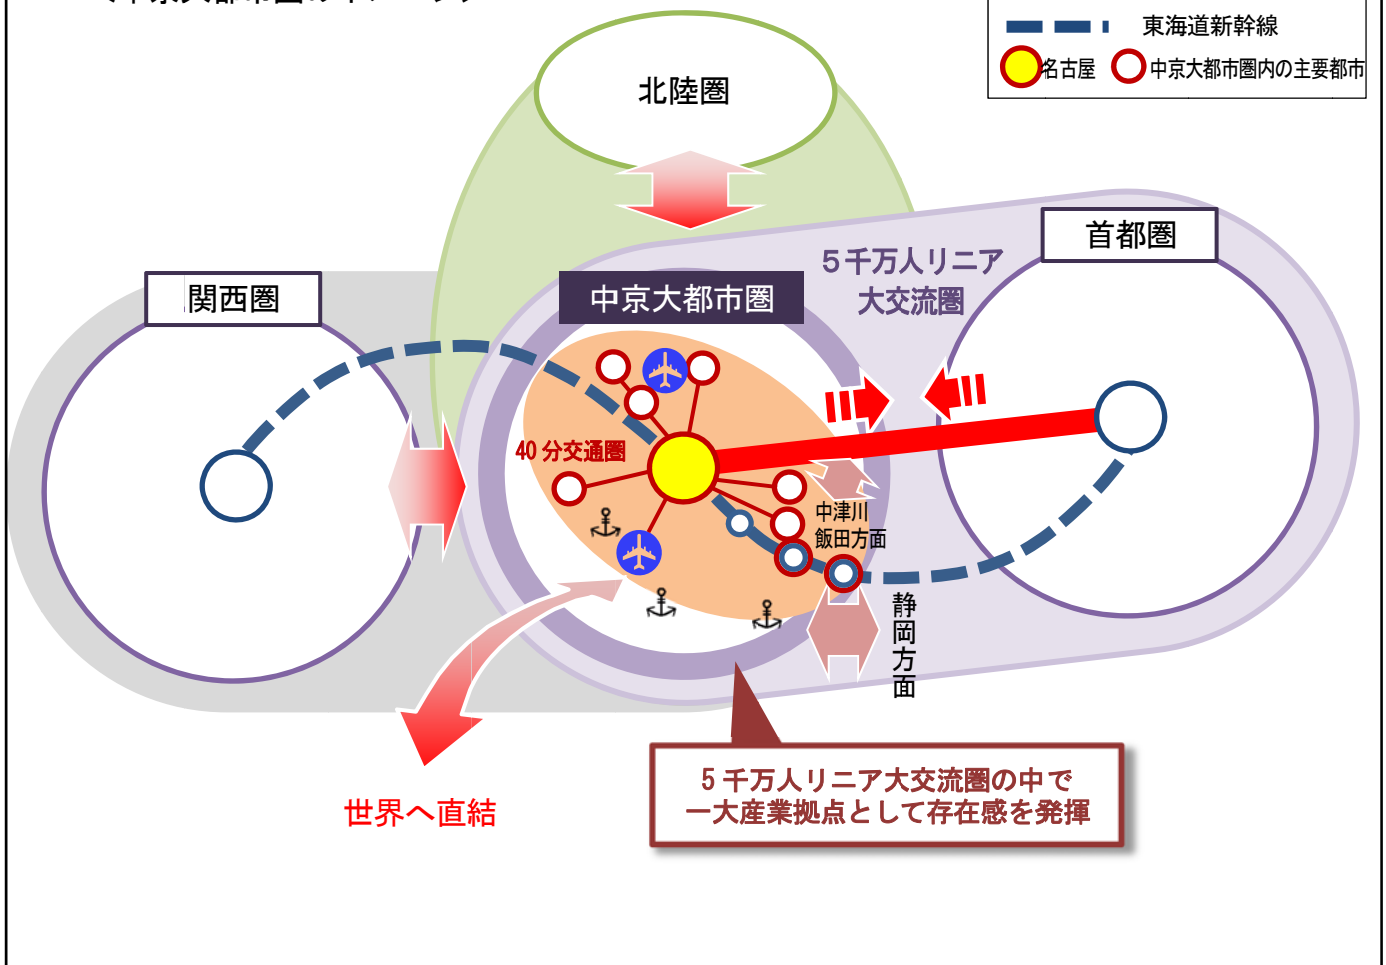 東海道新幹線
名古屋 中京大都市圏内の主要都市
北陸圏
首都圏
5千万人リニア
大交流圏
関西圏
中京大都市圏
40分交通圏
中津川
飯田方面
静岡方面
5千万人リニア大交流圏の中で
一大産業拠点として存在感を発揮
世界へ直結